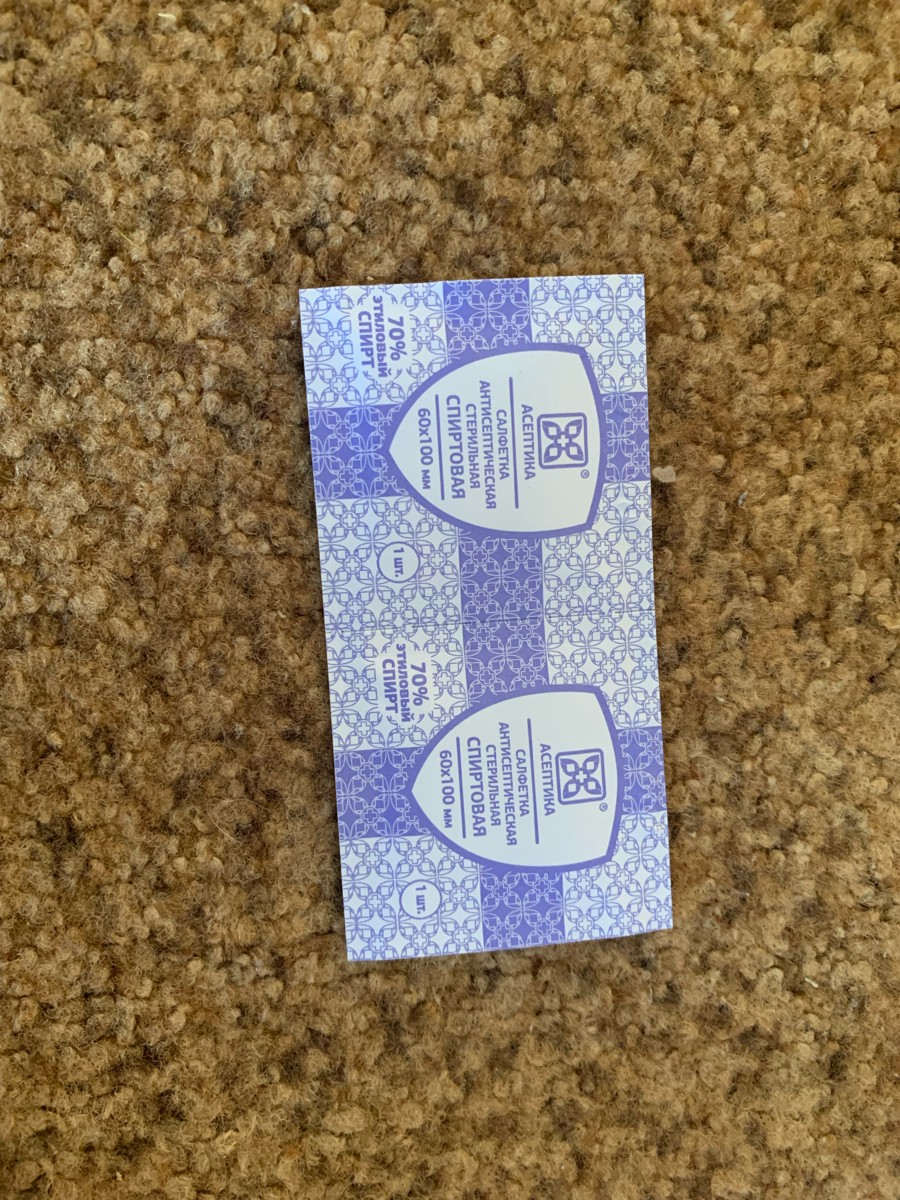 70%
ЭТИЛОВЫЙ
СПИРТ
®
АСЕПТИКА
САЛФЕТКА
АНТИСЕПТИЧЕСКАЯ
СТЕРИЛЬНАЯ
СПИРТОВАЯ
60х100 мм
1 шт.
70%
ЭТИЛОВЫЙ
СПИРТ
®
АСЕПТИКА
САЛФЕТКА
АНТИСЕПТИЧЕСКАЯ
СТЕРИЛЬНАЯ
СПИРТОВАЯ
60х100 мм
1 шт.